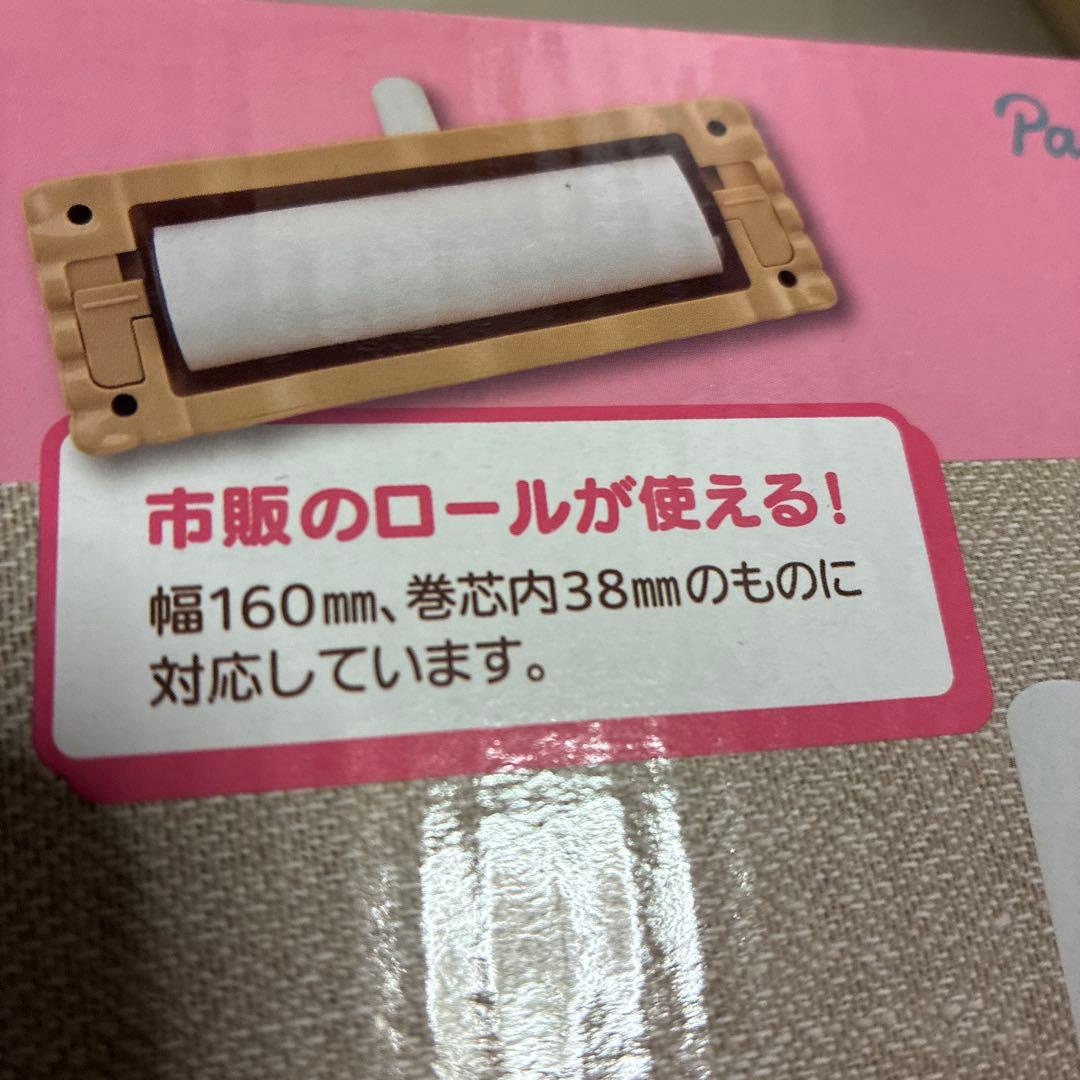 Pa
市販のロールが使える!
幅160㎜、巻芯内38㎜のものに
対応しています。